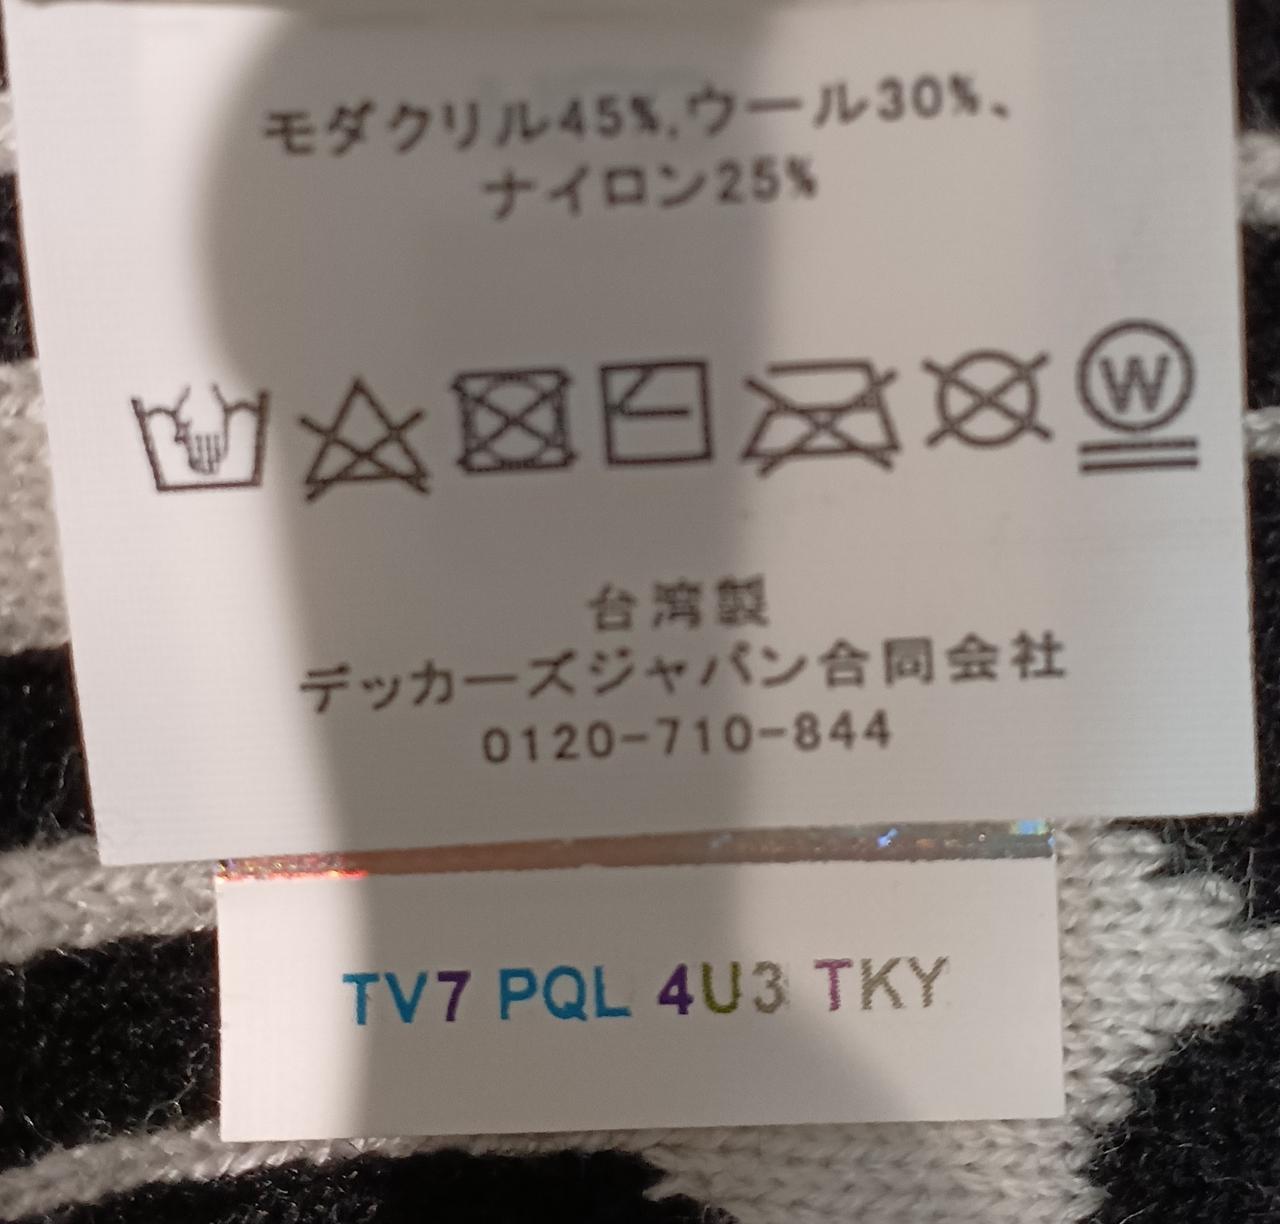 モダクリル45%,ウール30%、
ナイロン25%
W
台湾製
デッカーズジャパン合同会社
0120-710-844
TV7 PQL 4U3 TKY